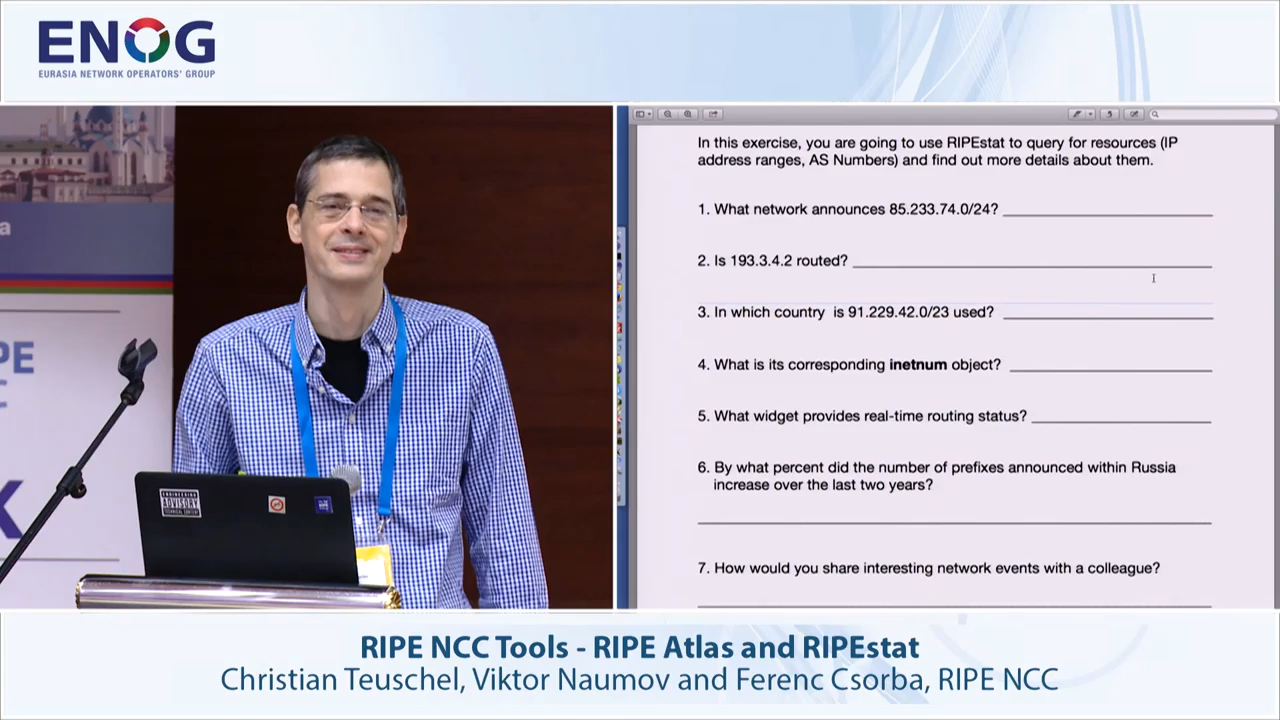 ENOG
EURASIA NETWORK OPERATORS' GROUP
a
PE
C
K
ENGINEERING
ADVISORY
TECHNICAL CONTENT
In this exercise, you are going to use RIPEstat to query for resources (IP
address ranges, AS Numbers) and find out more details about them.
1. What network announces 85.233.74.0/24?
2. Is 193.3.4.2 routed?
3. In which country  is 91.229.42.0/23 used?
4. What is its corresponding inetnum object?
5. What widget provides real-time routing status?
6. By what percent did the number of prefixes announced within Russia
increase over the last two years?
7. How would you share interesting network events with a colleague?
RIPE NCC Tools - RIPE Atlas and RIPEstat
Christian Teuschel, Viktor Naumov and Ferenc Csorba, RIPE NCC